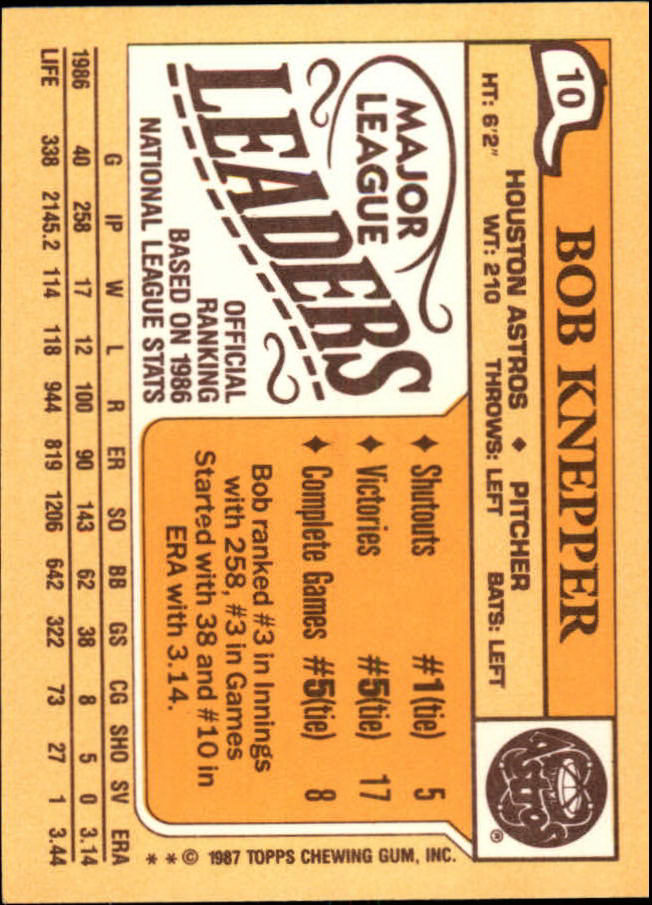 10
BOB KNEPPER
HOUSTON ASTROS ♦ PITCHER
HT: 6'2" WT: 210 THROWS: LEFT BATS: LEFT
Astros
®
MAJOR
LEAGUE
LEADERS
OFFICIAL
RANKING
BASED ON 1986
NATIONAL LEAGUE STATS
♦ Shutouts #1(tie) 5
♦ Victories #5(tie) 17
♦ Complete Games #5(tie) 8
Bob ranked #3 in Innings
with 258, #3 in Games
Started with 38 and #10 in
ERA with 3.14.
* * © 1987 TOPPS CHEWING GUM, INC.
G IP W L R ER SO BB GS CG SHO SV ERA
1986 40 258 17 12 100 90 143 62 38 8 5 0 3.14
LIFE 338 2145.2 114 118 944 819 1206 642 322 73 27 1 3.44